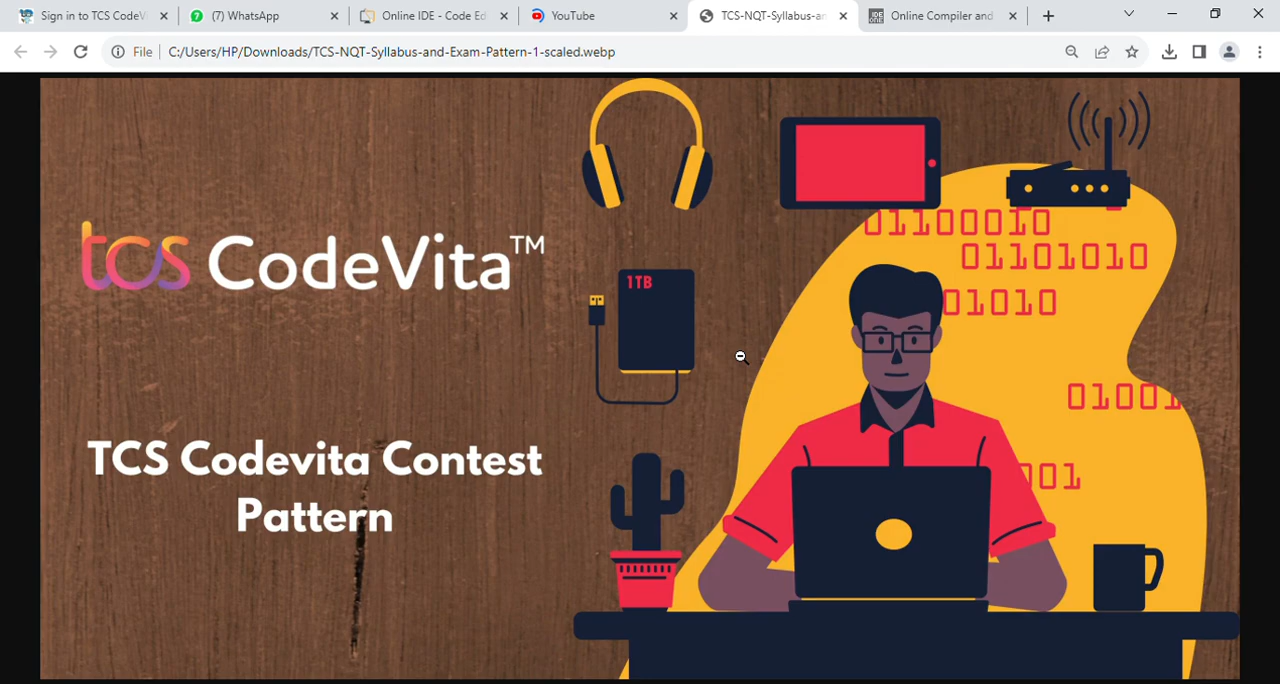 Sign in to TCS CodeVi
(7) WhatsApp
Online IDE - Code Ed
YouTube
TCS-NQT-Syllabus-an
Online Compiler and
File
C:/Users/HP/Downloads/TCS-NQT-Syllabus-and-Exam-Pattern-1-scaled.webp
tcs CodeVita™
TCS Codevita Contest
Pattern
1TB
01100010
01101010
01010
01001
001